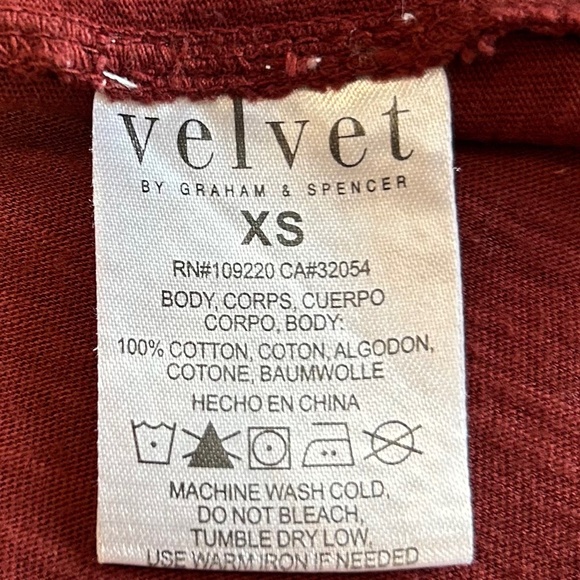 velvet
BY GRAHAM & SPENCER
XS
RN#109220 CA#32054
BODY, CORPS, CUERPO
CORPO, BODY:
100% COTTON, COTON, ALGODON,
COTONE, BAUMWOLLE
HECHO EN CHINA
MACHINE WASH COLD,
DO NOT BLEACH,
TUMBLE DRY LOW,
USE WARM IRON IF NEEDED